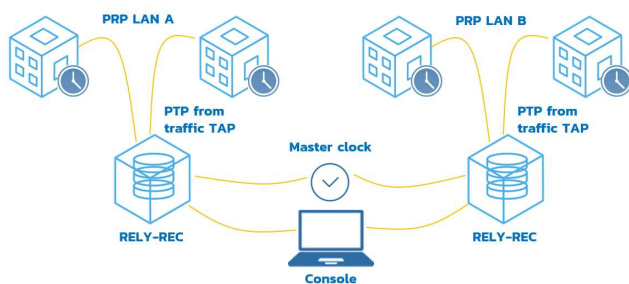 PRP LAN A
PRP LAN B
PTP from
traffic TAP
PTP from
traffic TAP
Master clock
RELY-REC
RELY-REC
Console